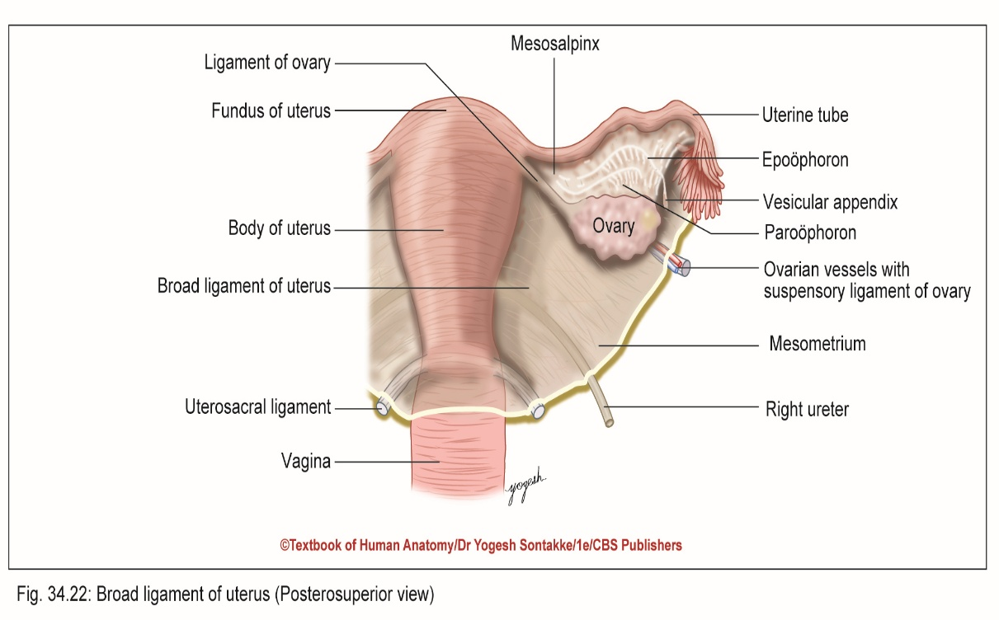 Mesosalpinx
Ligament of ovary
Fundus of uterus
Uterine tube
Epoöphoron
Vesicular appendix
Body of uterus
Ovary
Paroöphoron
Ovarian vessels with
suspensory ligament of ovary
Broad ligament of uterus
Mesometrium
Uterosacral ligament
Right ureter
Vagina
yogesh
©Textbook of Human Anatomy/Dr Yogesh Sontakke/1e/CBS Publishers
Fig. 34.22: Broad ligament of uterus (Posterosuperior view)